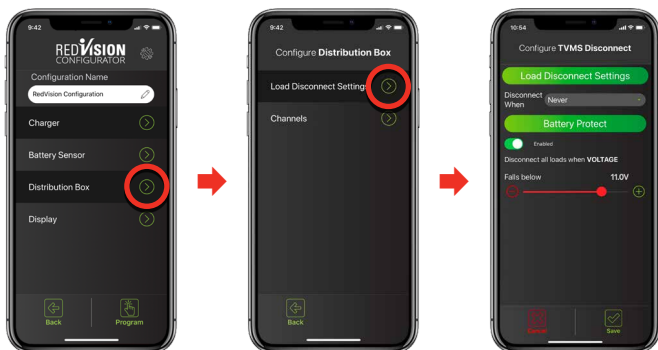 9:42
REDVISION
CONFIGURATOR
Configuration Name
RedVision Configuration
Charger
Battery Sensor
Distribution Box
Display
Back
Program
9:42
Configure Distribution Box
Load Disconnect Settings
Channels
Back
10:54
Configure TVMS Disconnect
Load Disconnect Settings
Disconnect
When
Never
Battery Protect
Enabled
Disconnect all loads when VOLTAGE
Falls below 11.0V
Cancel
Save